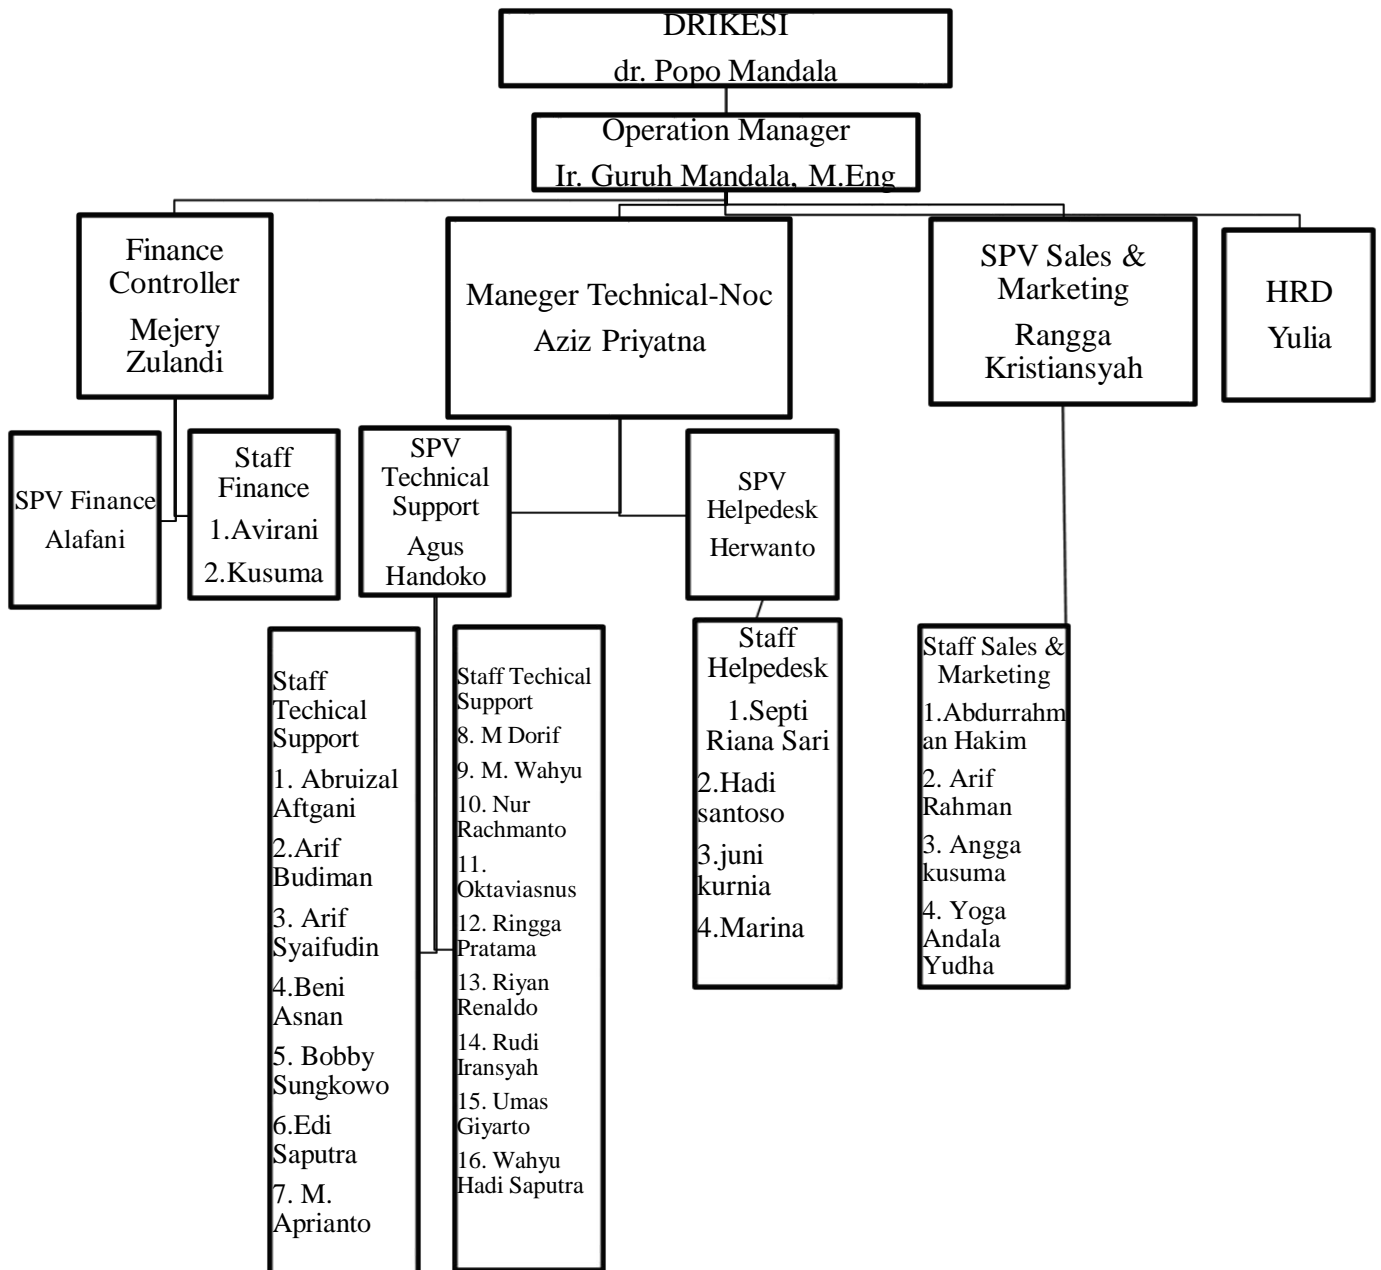 DRIKESI
dr. Popo Mandala
Operation Manager
Ir. Guruh Mandala, M.Eng
Finance
Controller
Mejery
Zulandi
Maneger Technical-Noc
Aziz Priyatna
SPV Sales &
Marketing
Rangga
Kristiansyah
HRD
Yulia
SPV Finance
Alafani
Staff
Finance
1.Avirani
2.Kusuma
SPV
Technical
Support
Agus
Handoko
SPV
Helpedesk
Herwanto
Staff
Techical
Support
1. Abruizal
Aftgani
2.Arif
Budiman
3. Arif
Syaifudin
4.Beni
Asnan
5. Bobby
Sungkowo
6.Edi
Saputra
7. M.
Aprianto
Staff Techical
Support
8. M Dorif
9. M. Wahyu
10. Nur
Rachmanto
11.
Oktaviasnus
12. Ringga
Pratama
13. Riyan
Renaldo
14. Rudi
Iransyah
15. Umas
Giyarto
16. Wahyu
Hadi Saputra
Staff
Helpedesk
1.Septi
Riana Sari
2.Hadi
santoso
3.juni
kurnia
4.Marina
Staff Sales &
Marketing
1.Abdurrahm
an Hakim
2. Arif
Rahman
3. Angga
kusuma
4. Yoga
Andala
Yudha